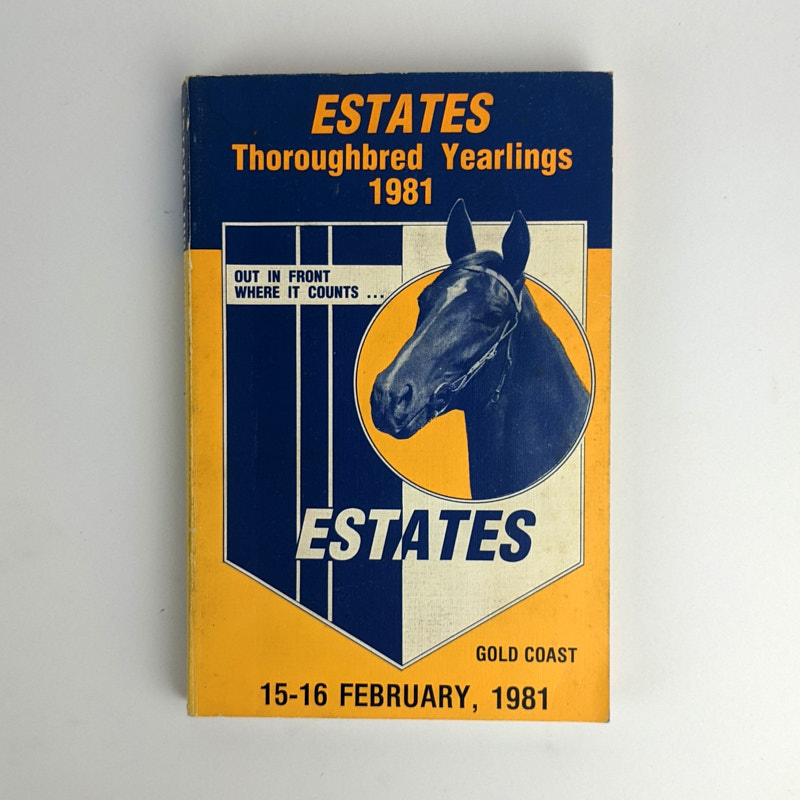 ESTATES
Thoroughbred Yearlings
1981
OUT IN FRONT
WHERE IT COUNTS ...
ESTATES
GOLD COAST
15-16 FEBRUARY, 1981